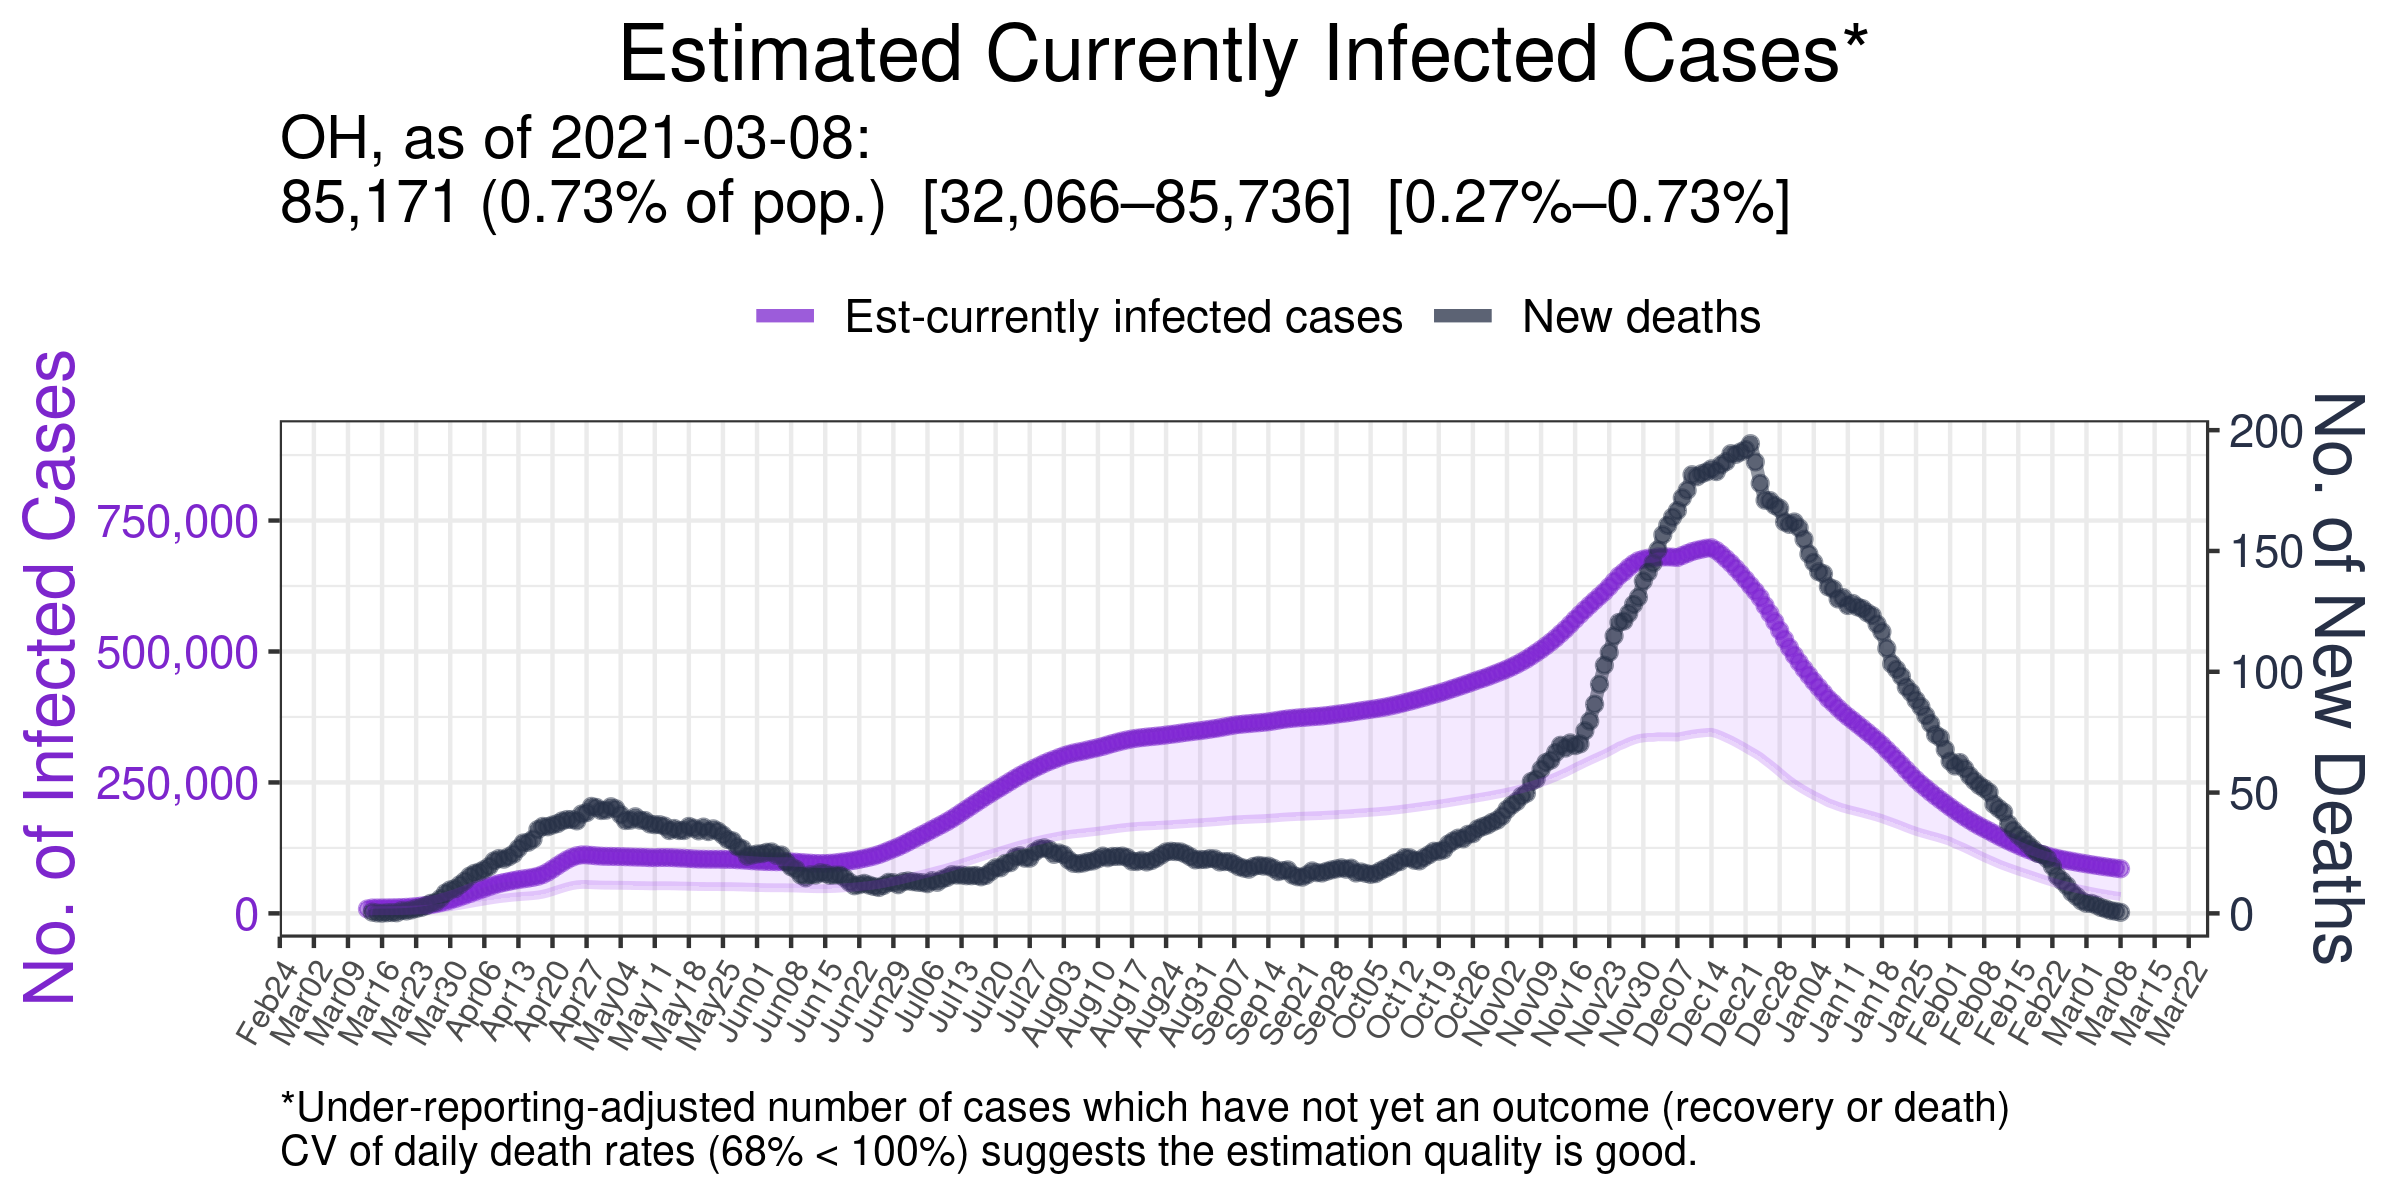 Estimated Currently Infected Cases*
OH, as of 2021-03-08:
85,171 (0.73% of pop.) [32,066–85,736] [0.27%–0.73%]
Est-currently infected cases New deaths
No. of Infected Cases
750,000
500,000
250,000
0
200
150
100
50
0
No. of New Deaths
Feb24 Mar02 Mar09 Mar16 Mar23 Mar30 Apr06 Apr13 Apr20 Apr27 May04 May11 May18 May25 Jun01 Jun08 Jun15 Jun22 Jun29 Jul06 Jul13 Jul20 Jul27 Aug03 Aug10 Aug17 Aug24 Aug31 Sep07 Sep14 Sep21 Sep28 Oct05 Oct12 Oct19 Oct26 Nov02 Nov09 Nov16 Nov23 Nov30 Dec07 Dec14 Dec21 Dec28 Jan04 Jan11 Jan18 Jan25 Feb01 Feb08 Feb15 Feb22 Mar01 Mar08 Mar15 Mar22
*Under-reporting-adjusted number of cases which have not yet an outcome (recovery or death)
CV of daily death rates (68% < 100%) suggests the estimation quality is good.